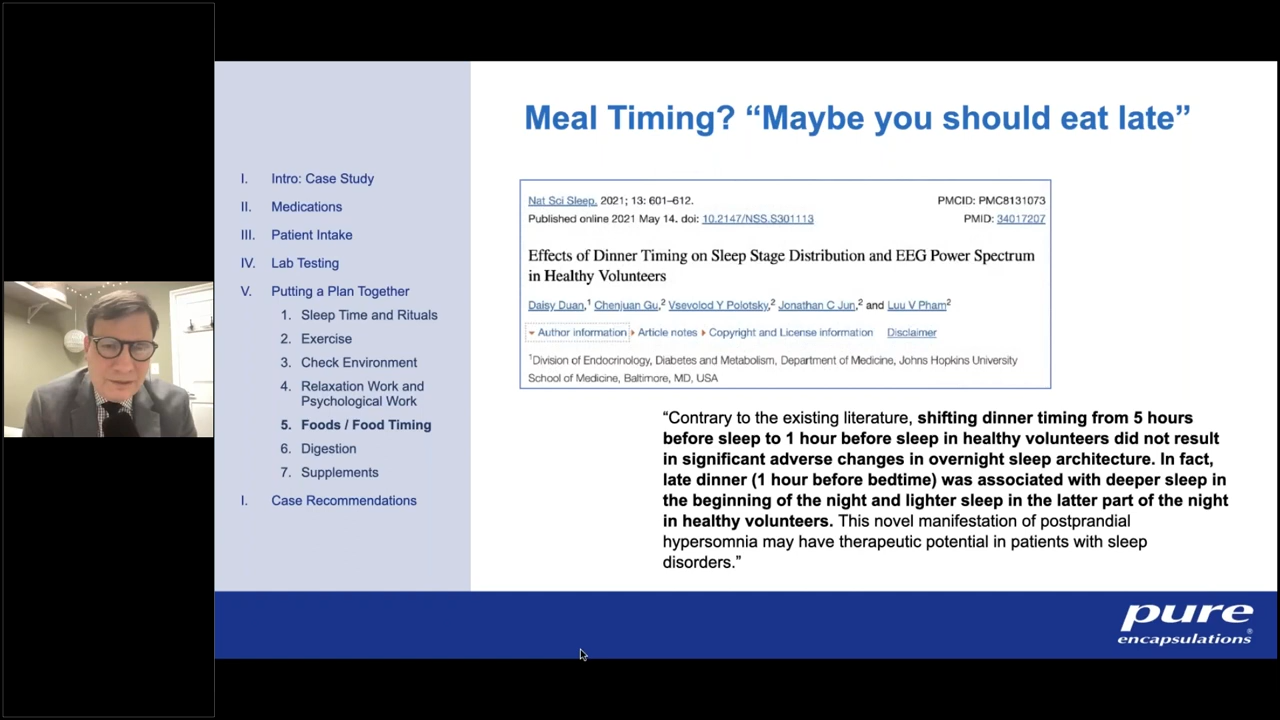 Meal Timing? “Maybe you should eat late”
I. Intro: Case Study
II. Medications
III. Patient Intake
IV. Lab Testing
V. Putting a Plan Together
1. Sleep Time and Rituals
2. Exercise
3. Check Environment
4. Relaxation Work and
Psychological Work
5. Foods / Food Timing
6. Digestion
7. Supplements
I. Case Recommendations
Nat Sci Sleep. 2021; 13: 601–612.
PMCID: PMC8131073
Published online 2021 May 14. doi: 10.2147/NSS.S301113
PMID: 34017207
Effects of Dinner Timing on Sleep Stage Distribution and EEG Power Spectrum
in Healthy Volunteers
Daisy Duan,1 Chenjuan Gu,2 Vsevolod Y Polotsky,2 Jonathan C Jun,2 and Luu V Pham2
Author information Article notes Copyright and License information Disclaimer
1Division of Endocrinology, Diabetes and Metabolism, Department of Medicine, Johns Hopkins University
School of Medicine, Baltimore, MD, USA
“Contrary to the existing literature, shifting dinner timing from 5 hours
before sleep to 1 hour before sleep in healthy volunteers did not result
in significant adverse changes in overnight sleep architecture. In fact,
late dinner (1 hour before bedtime) was associated with deeper sleep in
the beginning of the night and lighter sleep in the latter part of the night
in healthy volunteers. This novel manifestation of postprandial
hypersomnia may have therapeutic potential in patients with sleep
disorders.”
pure
encapsulations®